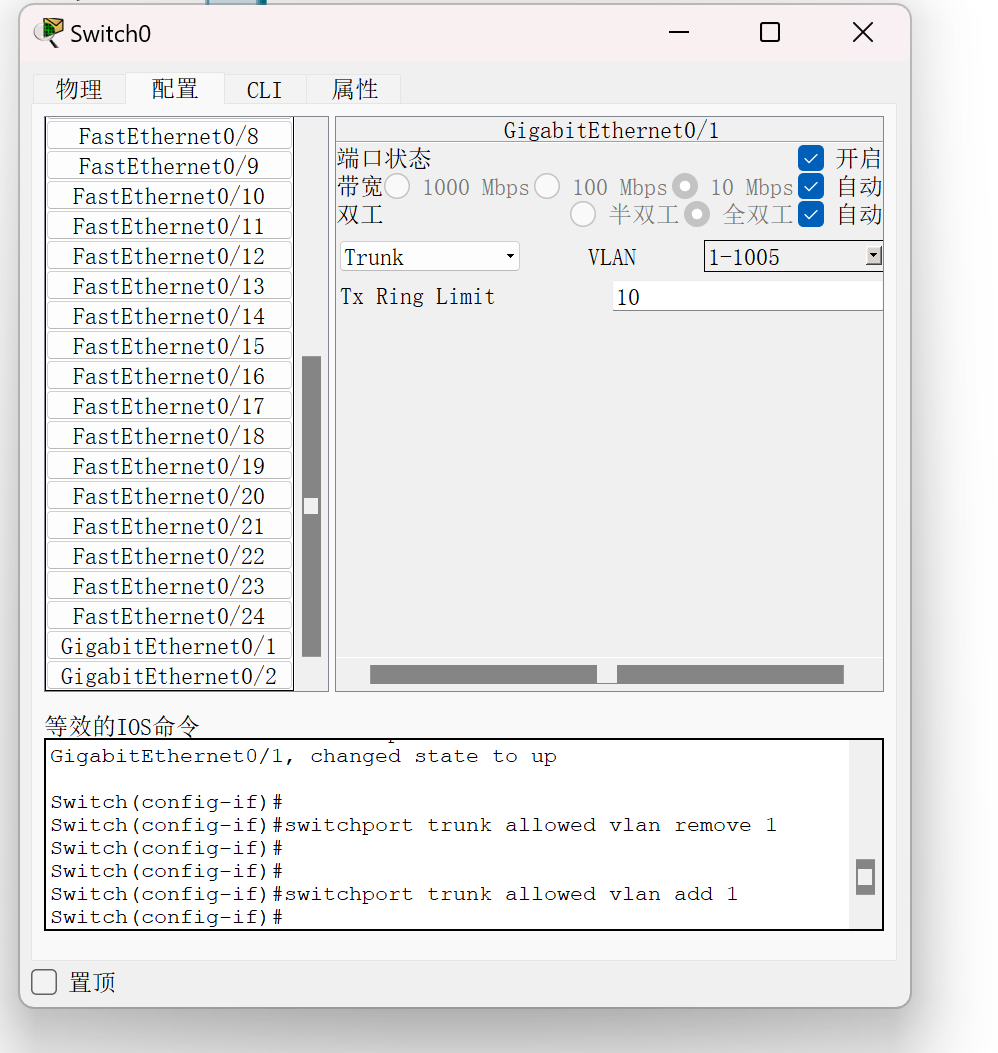 Switch0
物理 配置 CLI 属性
FastEthernet0/8
FastEthernet0/9
FastEthernet0/10
FastEthernet0/11
FastEthernet0/12
FastEthernet0/13
FastEthernet0/14
FastEthernet0/15
FastEthernet0/16
FastEthernet0/17
FastEthernet0/18
FastEthernet0/19
FastEthernet0/20
FastEthernet0/21
FastEthernet0/22
FastEthernet0/23
FastEthernet0/24
GigabitEthernet0/1
GigabitEthernet0/2
GigabitEthernet0/1
端口状态 开启
带宽 1000 Mbps 100 Mbps 10 Mbps 自动
双工 半双工 全双工 自动
Trunk VLAN 1-1005
Tx Ring Limit 10
等效的IOS命令
GigabitEthernet0/1, changed state to up
Switch(config-if)#
Switch(config-if)#switchport trunk allowed vlan remove 1
Switch(config-if)#
Switch(config-if)#
Switch(config-if)#switchport trunk allowed vlan add 1
Switch(config-if)#
置顶